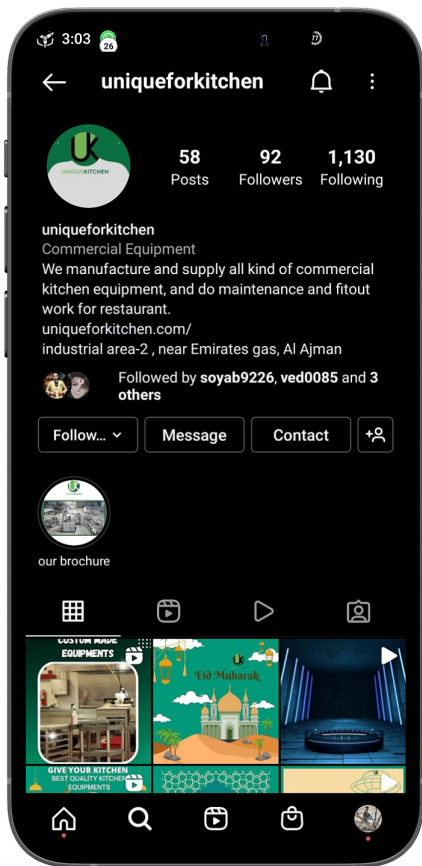 3:03
26
77
uniqueforkitchen
UK
UNIQUEKITCHEN
58
Posts
92
Followers
1,130
Following
uniqueforkitchen
Commercial Equipment
We manufacture and supply all kind of commercial
kitchen equipment, and do maintenance and fitout
work for restaurant.
uniqueforkitchen.com/
industrial area-2 , near Emirates gas, Al Ajman
Followed by soyab9226, ved0085 and 3
others
Follow...
Message
Contact
our brochure
CUSTOM MADE
EQUIPMENTS
UK
Eid Mubarak
GIVE YOUR KITCHEN
BEST QUALITY KITCHEN
EQUIPMENTS